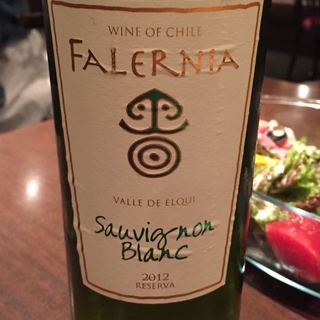 WINE OF CHILE
FALERNIA
VALLE DE ELQUI
Sauvignon
Blanc
2012
RESERVA